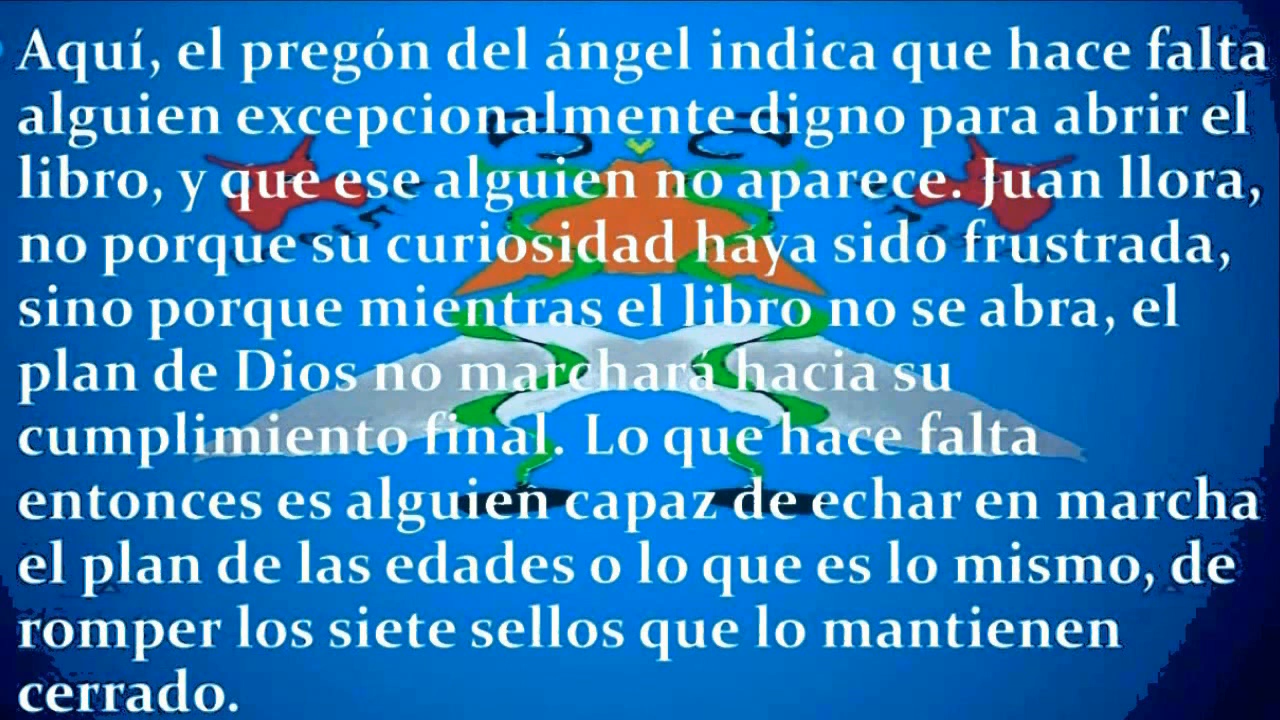 Aquí, el pregón del ángel indica que hace falta
alguien excepcionalmente digno para abrir el
libro, y que ese alguien no aparece. Juan llora,
no porque su curiosidad haya sido frustrada,
sino porque mientras el libro no se abra, el
plan de Dios no marchará hacia su
cumplimiento final. Lo que hace falta
entonces es alguien capaz de echar en marcha
el plan de las edades o lo que es lo mismo, de
romper los siete sellos que lo mantienen
cerrado.